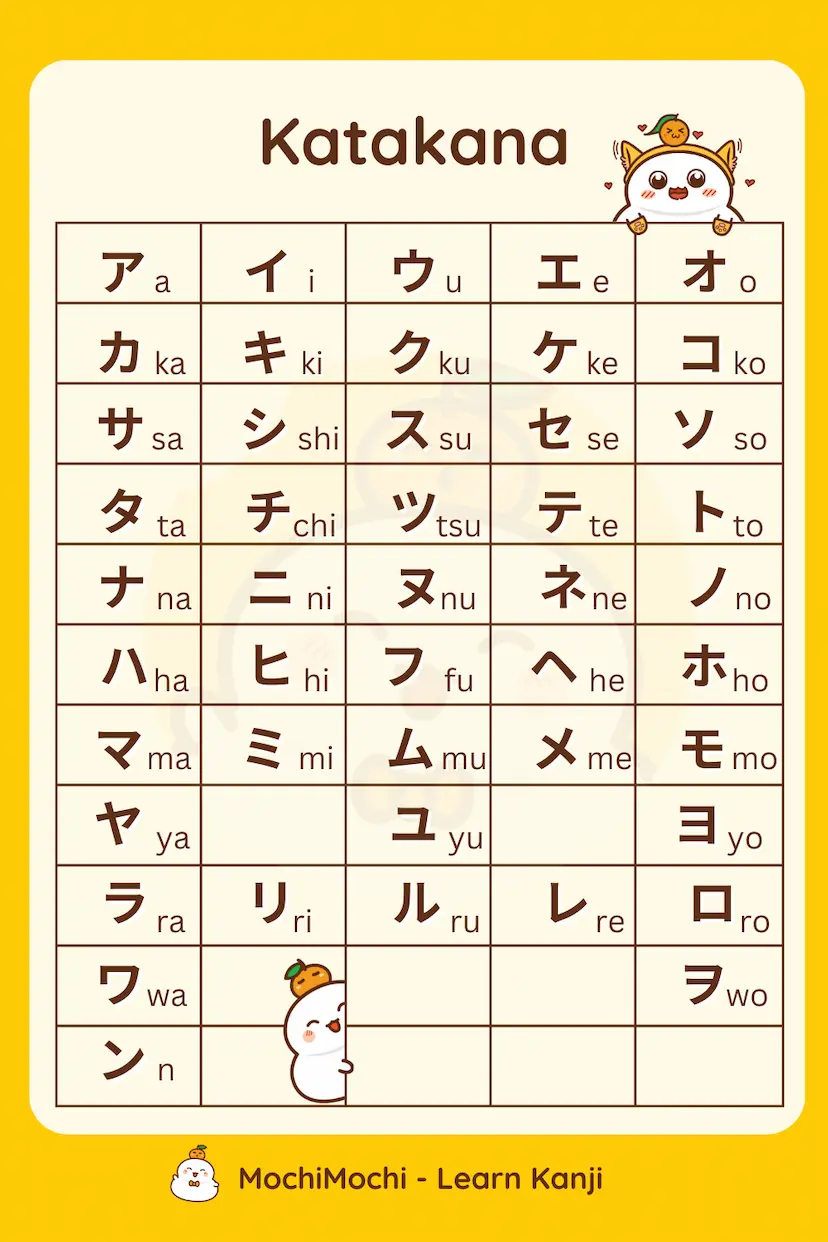 Katakana
ア a イ i ウ u エ e オ o
カ ka キ ki ク ku ケ ke コ ko
サ sa シ shi ス su セ se ソ so
タ ta チ chi ツ tsu テ te ト to
ナ na ニ ni ヌ nu ネ ne ノ no
ハ ha ヒ hi フ fu ヘ he ホ ho
マ ma ミ mi ム mu メ me モ mo
ヤ ya ユ yu ヨ yo
ラ ra リ ri ル ru レ re ロ ro
ワ wa ヲ wo
ン n
MochiMochi - Learn Kanji